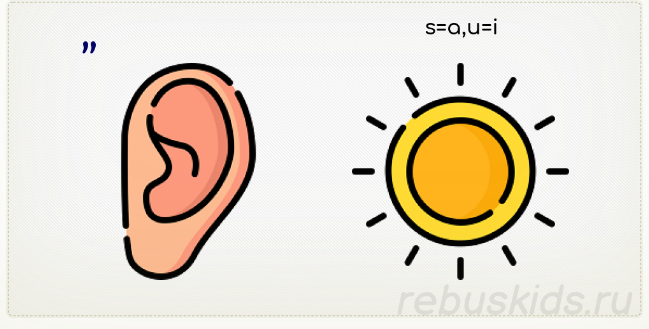 s=a,u=i
”
rebuskids.ru